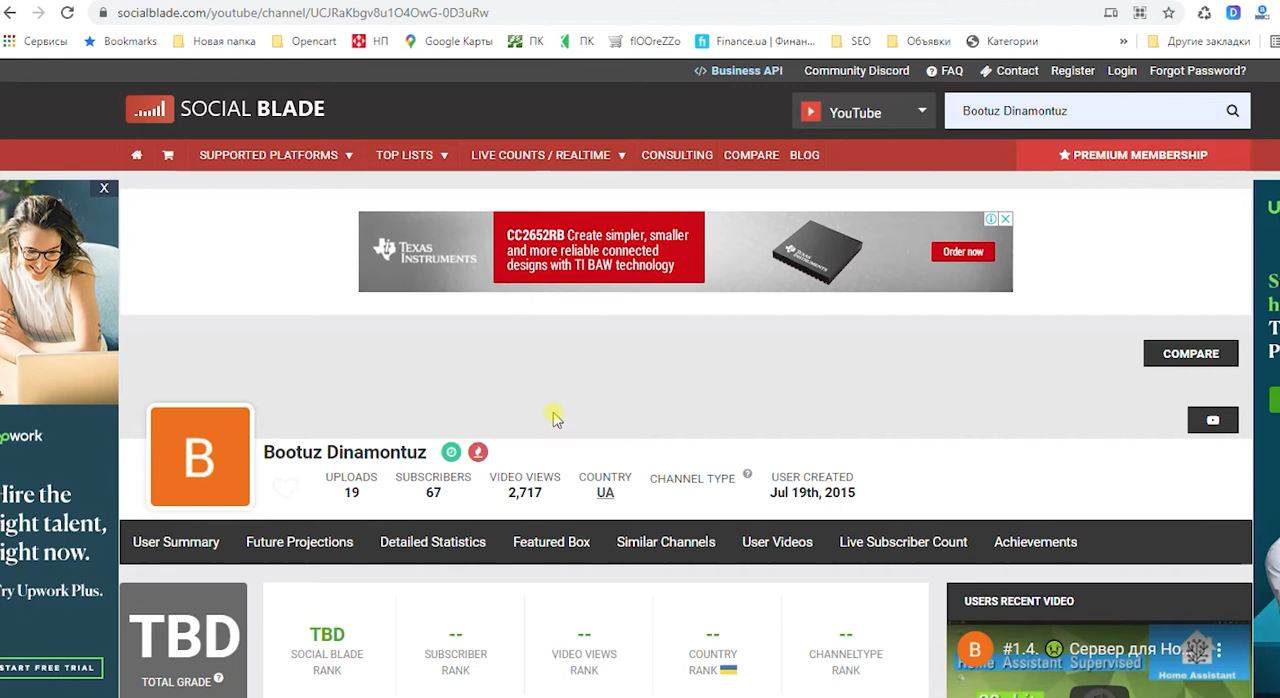 socialblade.com/youtube/channel/UCJRaKbgv8u1O4OwG-0D3uRw
Сервисы Bookmarks Новая папка Opencart НП Google Карты ПК ПК flOOreZZo Finance.ua | Финан... SEO Объявки Категории » Другие закладки
</> Business API Community Discord FAQ Contact Register Login Forgot Password?
SOCIAL BLADE YouTube Bootuz Dinamontuz
SUPPORTED PLATFORMS TOP LISTS LIVE COUNTS / REALTIME CONSULTING COMPARE BLOG PREMIUM MEMBERSHIP
X
TEXAS INSTRUMENTS
CC2652RB Create simpler, smaller
and more reliable connected
designs with TI BAW technology
Order now
COMPARE
B
Bootuz Dinamontuz
UPLOADS SUBSCRIBERS VIDEO VIEWS COUNTRY CHANNEL TYPE USER CREATED
19 67 2,717 UA Jul 19th, 2015
User Summary Future Projections Detailed Statistics Featured Box Similar Channels User Videos Live Subscriber Count Achievements
pwork
Hire the
right talent,
right now.
Try Upwork Plus.
START FREE TRIAL
TBD
TOTAL GRADE
TBD -- -- -- --
SOCIAL BLADE RANK
SUBSCRIBER RANK
VIDEO VIEWS RANK
COUNTRY RANK
CHANNELTYPE RANK
USERS RECENT VIDEO
B #1.4. Сервер для Ho
Home Assistant Supervised
Home Assistant